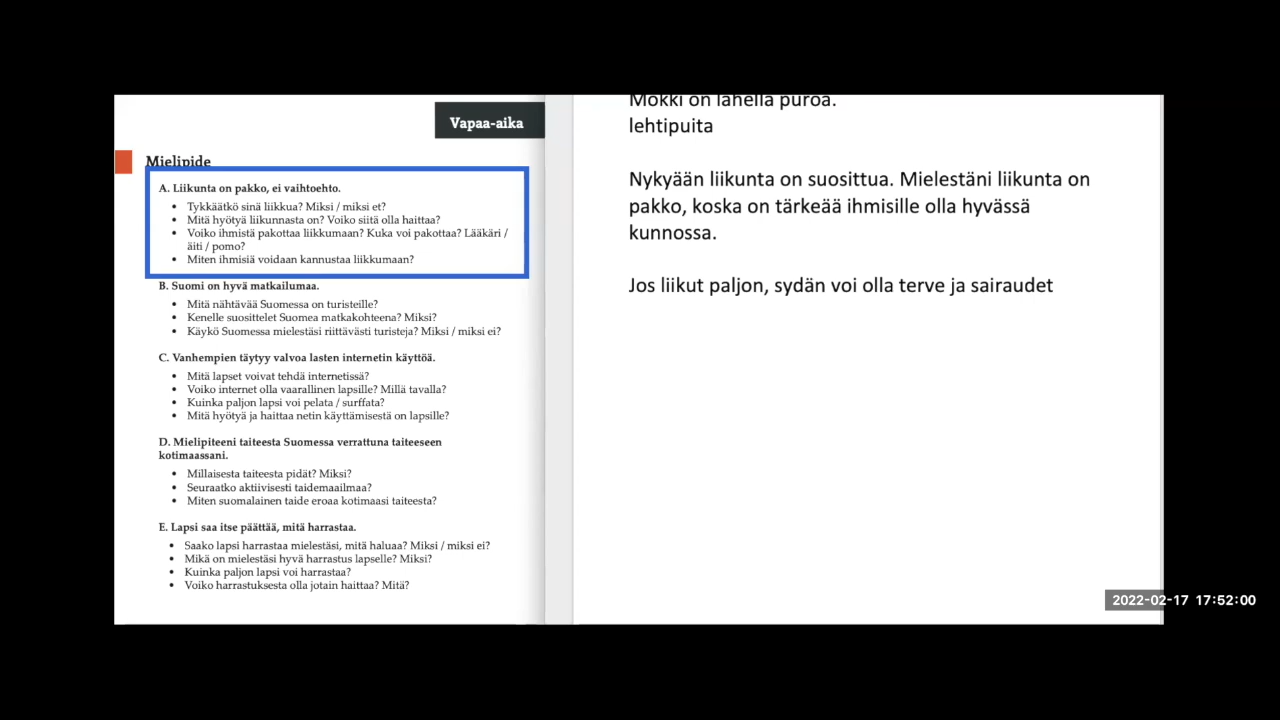 Vapaa-aika
Mielipide
A. Liikunta on pakko, ei vaihtoehto.
• Tykkäätkö sinä liikkua? Miksi / miksi et?
• Mitä hyötyä liikunnasta on? Voiko siitä olla haittaa?
• Voiko ihmistä pakottaa liikkumaan? Kuka voi pakottaa? Lääkäri /
äiti / pomo?
• Miten ihmisiä voidaan kannustaa liikkumaan?
B. Suomi on hyvä matkailumaa.
• Mitä nähtävää Suomessa on turisteille?
• Kenelle suosittelet Suomea matkakohteena? Miksi?
• Käykö Suomessa mielestäsi riittävästi turisteja? Miksi / miksi ei?
C. Vanhempien täytyy valvoa lasten internetin käyttöä.
• Mitä lapset voivat tehdä internetissä?
• Voiko internet olla vaarallinen lapsille? Millä tavalla?
• Kuinka paljon lapsi voi pelata / surffata?
• Mitä hyötyä ja haittaa netin käyttämisestä on lapsille?
D. Mielipiteeni taiteesta Suomessa verrattuna taiteeseen
kotimaassani.
• Millaisesta taiteesta pidät? Miksi?
• Seuraatko aktiivisesti taidemaailmaa?
• Miten suomalainen taide eroaa kotimaasi taiteesta?
E. Lapsi saa itse päättää, mitä harrastaa.
• Saako lapsi harrastaa mielestäsi, mitä haluaa? Miksi / miksi ei?
• Mikä on mielestäsi hyvä harrastus lapselle? Miksi?
• Kuinka paljon lapsi voi harrastaa?
• Voiko harrastuksesta olla jotain haittaa? Mitä?
Mökki on lähellä puroa.
lehtipuita
Nykyään liikunta on suosittua. Mielestäni liikunta on
pakko, koska on tärkeää ihmisille olla hyvässä
kunnossa.
Jos liikut paljon, sydän voi olla terve ja sairaudet
2022-02-17 17:52:00